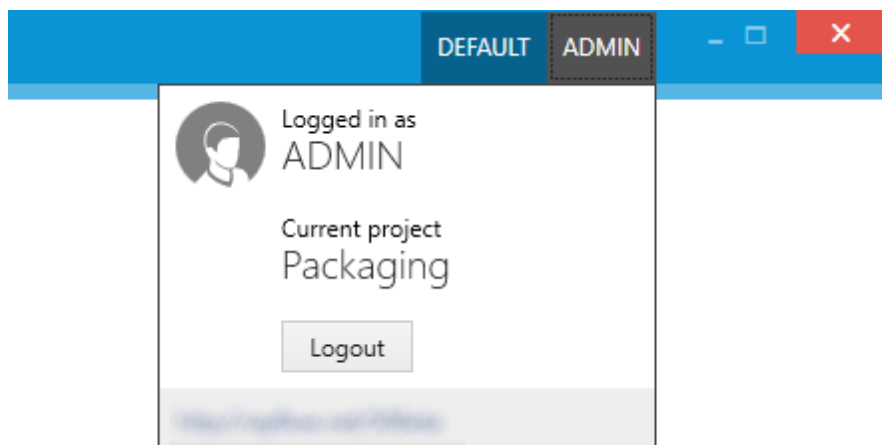 DEFAULT ADMIN
Logged in as
ADMIN
Current project
Packaging
Logout